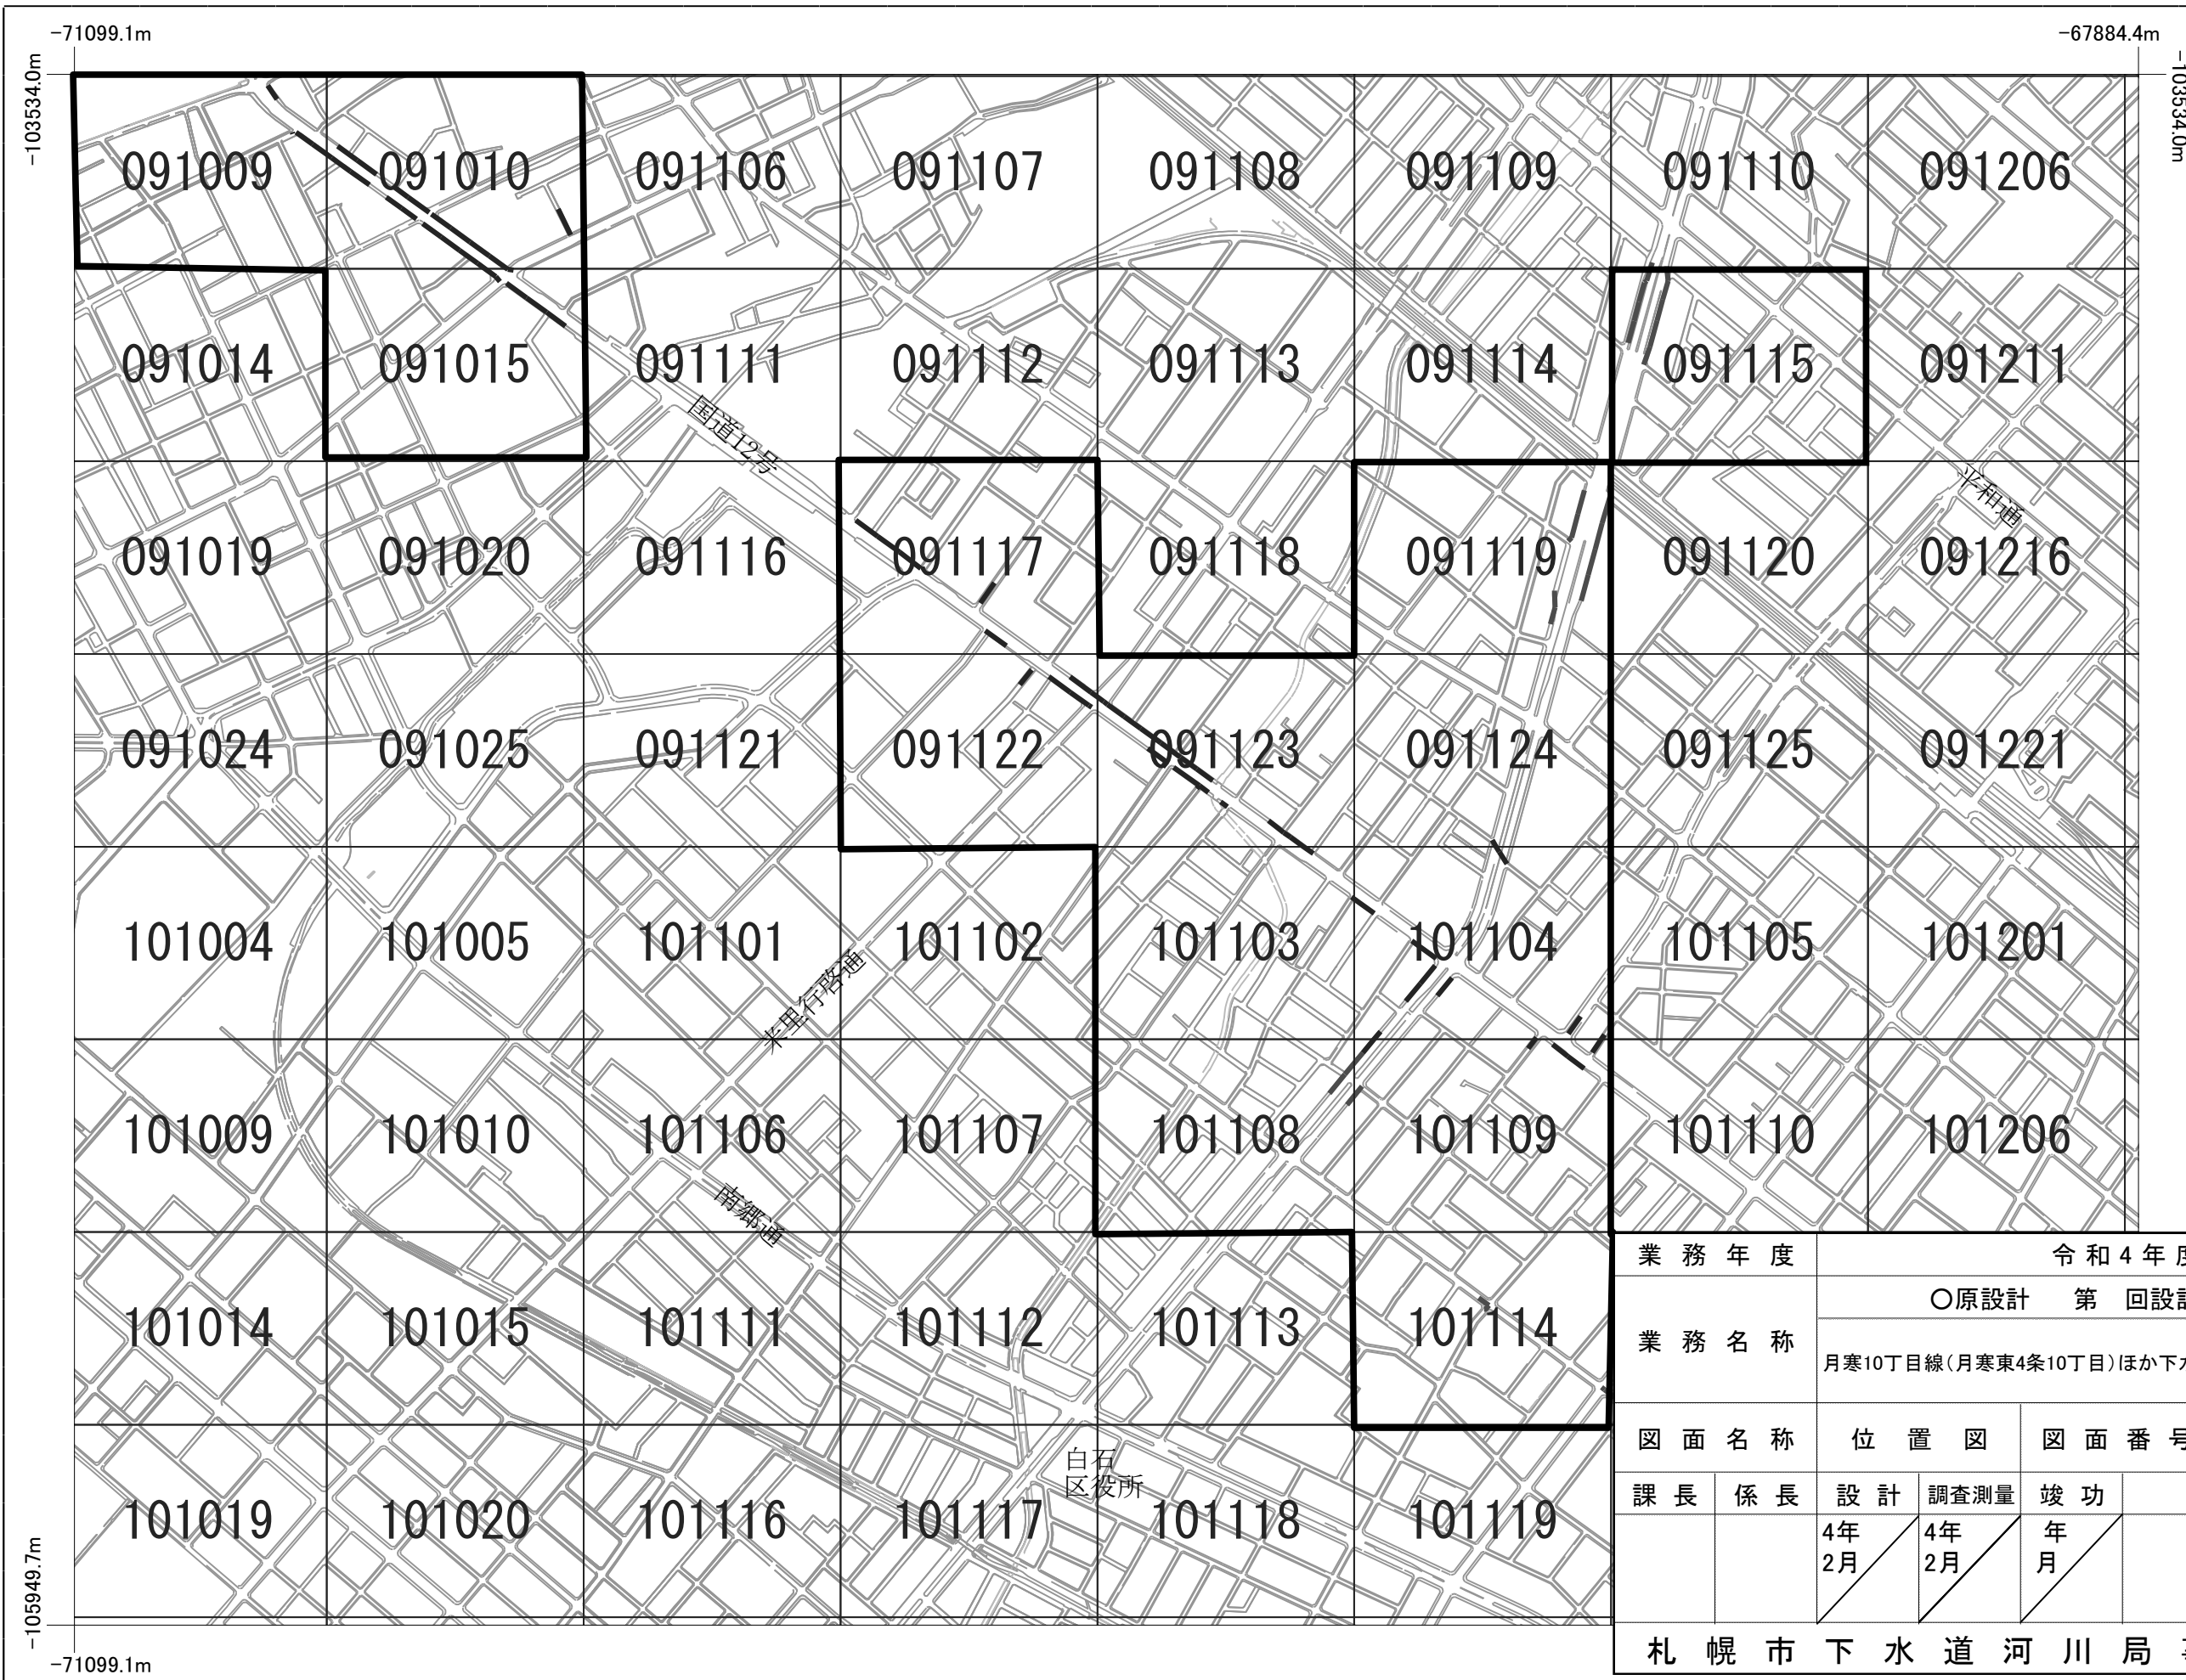 -71099.1m
-67884.4m
-103534.0m
-103534.0m
091009 091010 091106 091107 091108 091109 091110 091206
091014 091015 091111 091112 091113 091114 091115 091211
国道12号
平和通
091019 091020 091116 091117 091118 091119 091120 091216
091024 091025 091121 091122 091123 091124 091125 091221
101004 101005 101101 101102 101103 101104 101105 101201
米里行啓通
101009 101010 101106 101107 101108 101109 101110 101206
南郷通
101014 101015 101111 101112 101113 101114
白石
区役所
101019 101020 101116 101117 101118 101119
-105949.7m
-71099.1m
業務年度 令和4年度
業務名称 〇原設計 第 回設計
月寒10丁目線(月寒東4条10丁目)ほか下水
図面名称 位置図 図面番号
課長 係長 設計 調査測量 竣功
4年 4年 年
2月 2月 月
札幌市下水道河川局